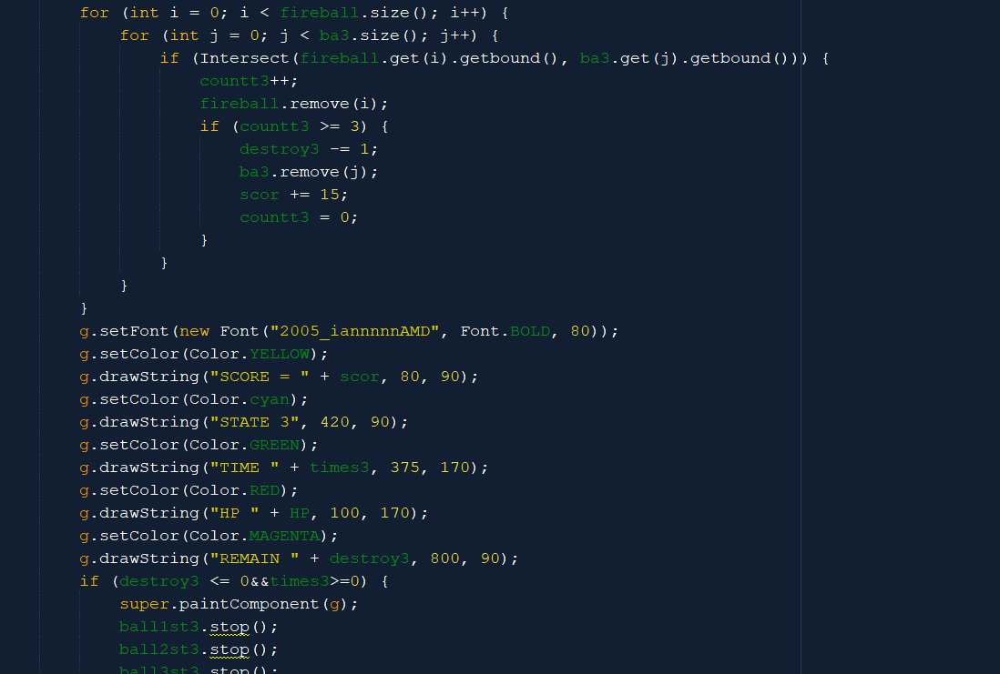 for (int i = 0; i < fireball.size(); i++) {
for (int j = 0; j < ba3.size(); j++) {
if (Intersect(fireball.get(i).getbound(), ba3.get(j).getbound())) {
countt3++;
fireball.remove(i);
if (countt3 >= 3) {
destroy3 -= 1;
ba3.remove(j);
scor += 15;
countt3 = 0;
}
}
}
}
g.setFont(new Font("2005_iannnnnAMD", Font.BOLD, 80));
g.setColor(Color.YELLOW);
g.drawString("SCORE = " + scor, 80, 90);
g.setColor(Color.cyan);
g.drawString("STATE 3", 420, 90);
g.setColor(Color.GREEN);
g.drawString("TIME " + times3, 375, 170);
g.setColor(Color.RED);
g.drawString("HP " + HP, 100, 170);
g.setColor(Color.MAGENTA);
g.drawString("REMAIN " + destroy3, 800, 90);
if (destroy3 <= 0&&times3>=0) {
super.paintComponent(g);
ball1st3.stop();
ball2st3.stop();
ball3st3.stop();